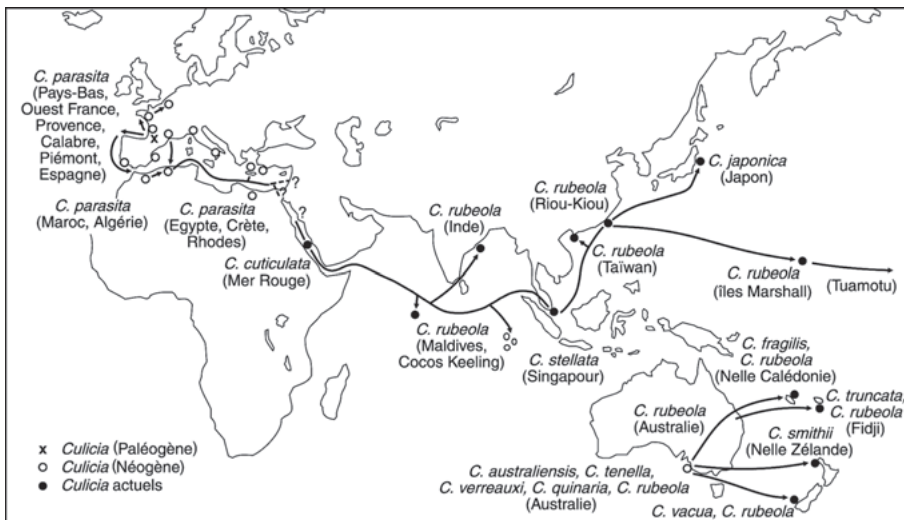 C. parasita
(Pays-Bas,
Ouest France,
Provence,
Calabre,
Piémont,
Espagne)
C. parasita
(Maroc, Algérie)
C. parasita
(Egypte, Crète,
Rhodes)
?
?
?
C. cuticulata
(Mer Rouge)
C. rubeola
(Inde)
C. rubeola
(Maldives,
Cocos Keeling)
C. stellata
(Singapour)
C. rubeola
(Riou-Kiou)
C. japonica
(Japon)
C. rubeola
(Taïwan)
C. rubeola
(îles Marshall)
(Tuamotu)
C. fragilis,
C. rubeola
(Nelle Calédonie)
C. truncata,
C. rubeola
(Fidji)
C. rubeola
(Australie)
C. smithii
(Nelle Zélande)
C. australiensis, C. tenella,
C. verreauxi, C. quinaria, C. rubeola
(Australie)
C. vacua, C. rubeola
x Culicia (Paléogène)
Culicia (Néogène)
Culicia actuels